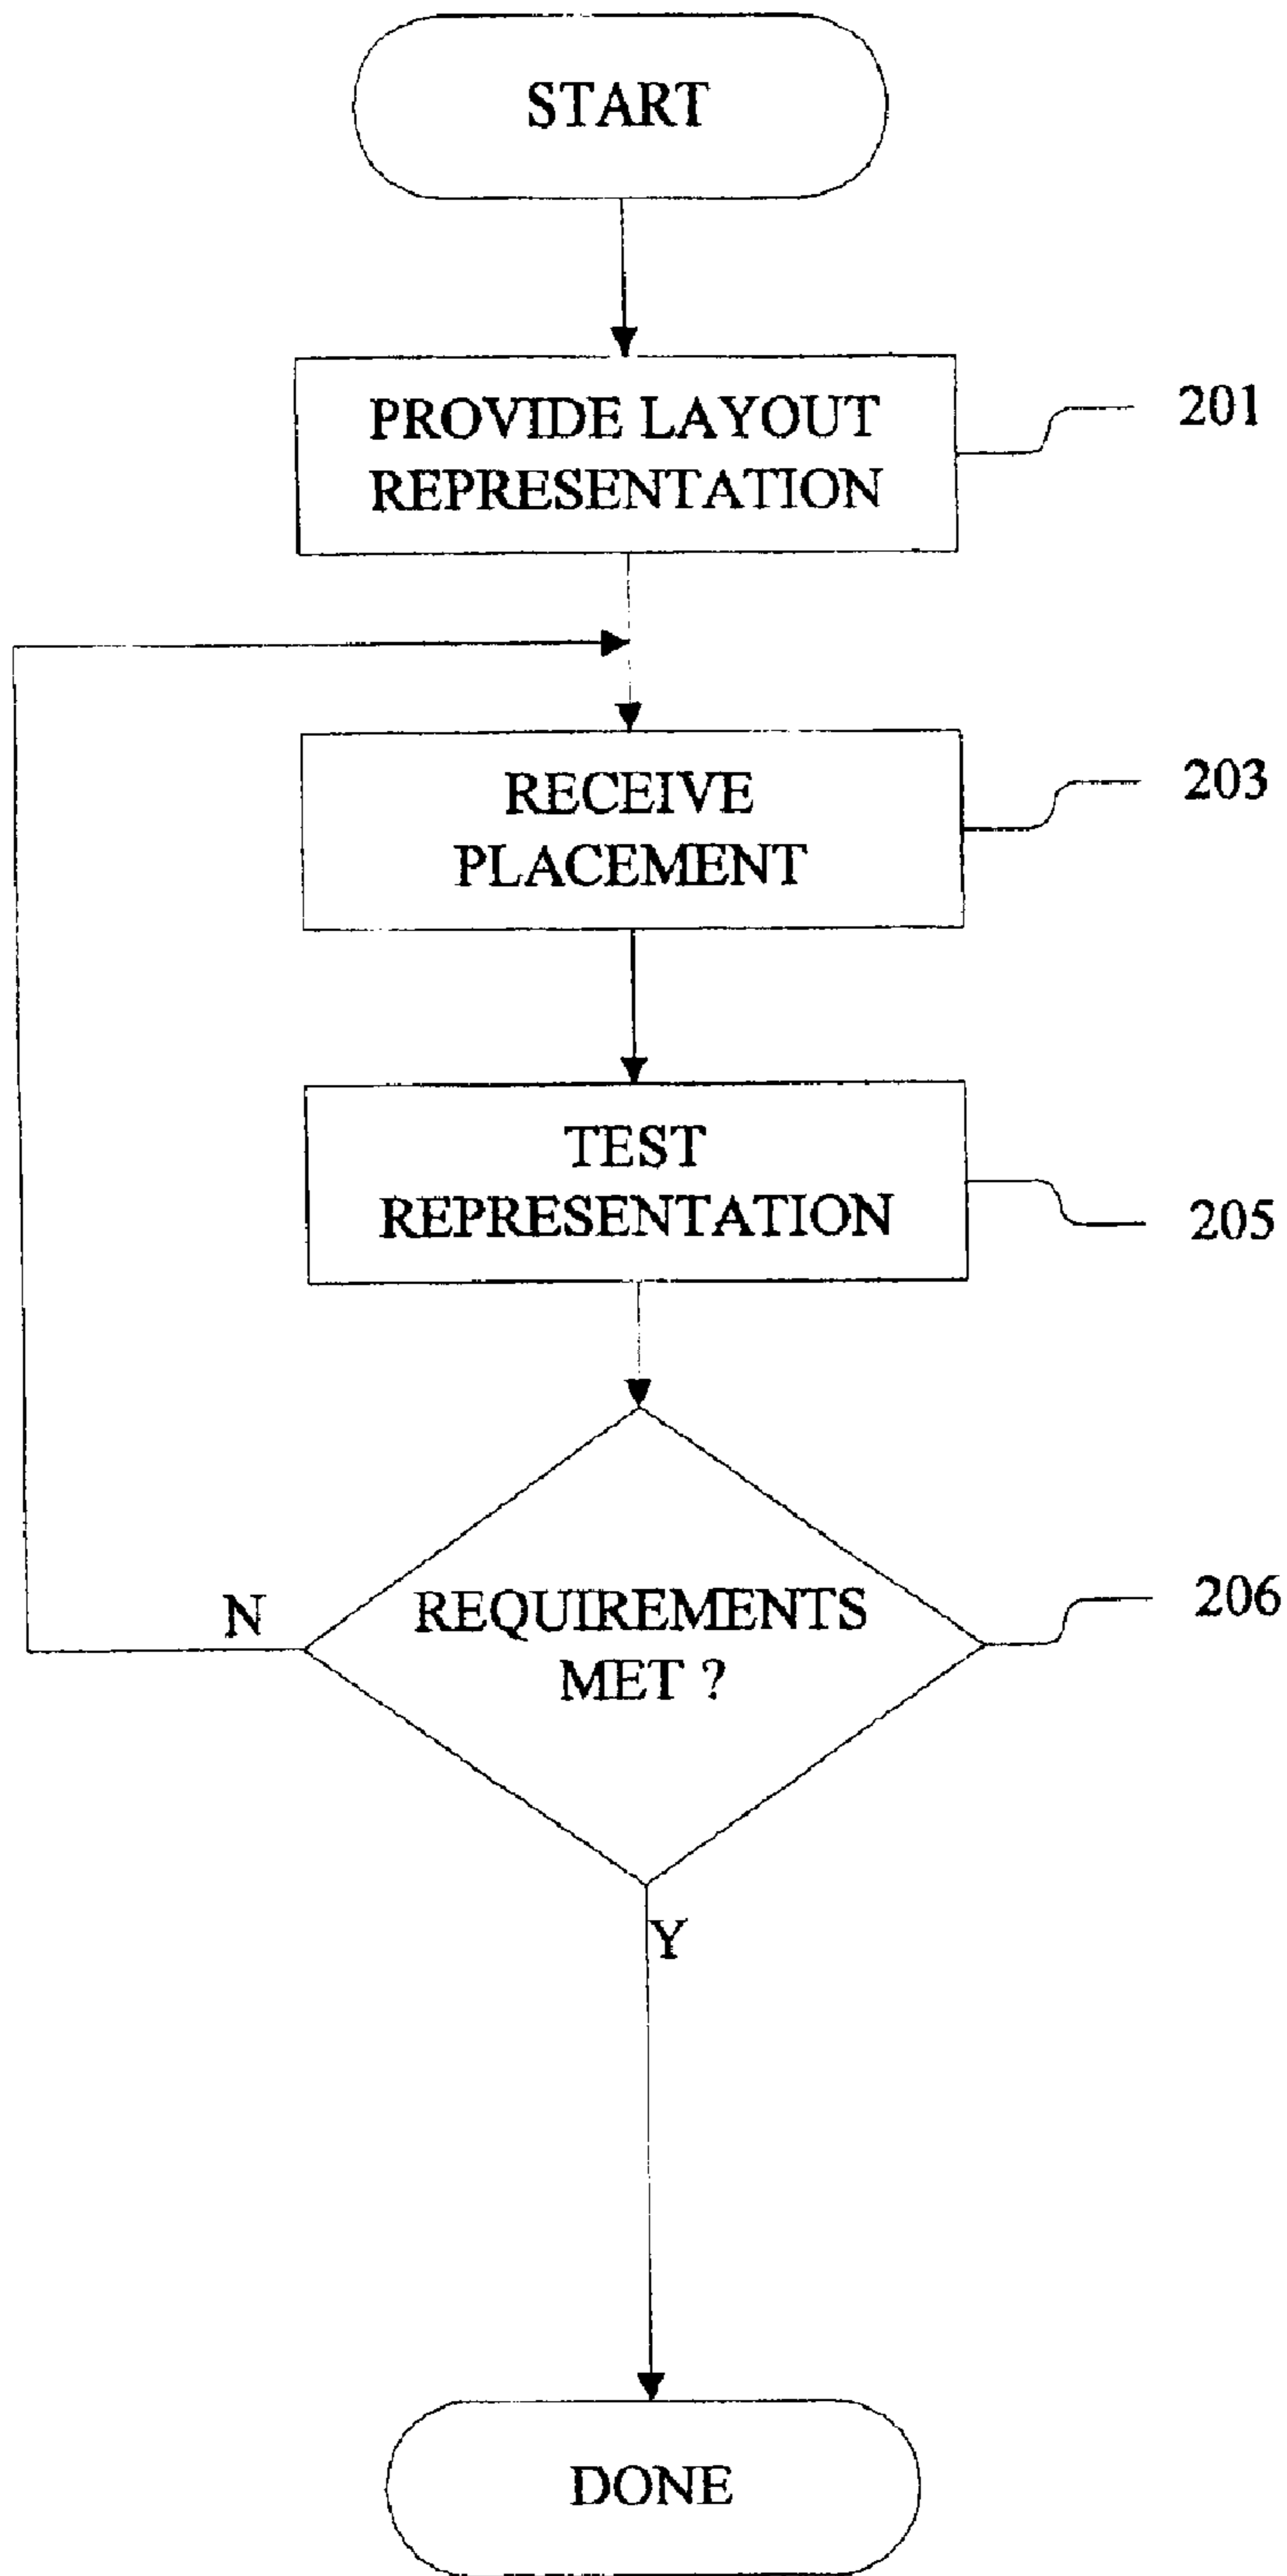 START
PROVIDE LAYOUT
REPRESENTATION
201
RECEIVE
PLACEMENT
203
TEST
REPRESENTATION
205
N
REQUIREMENTS
MET ?
206
Y
DONE